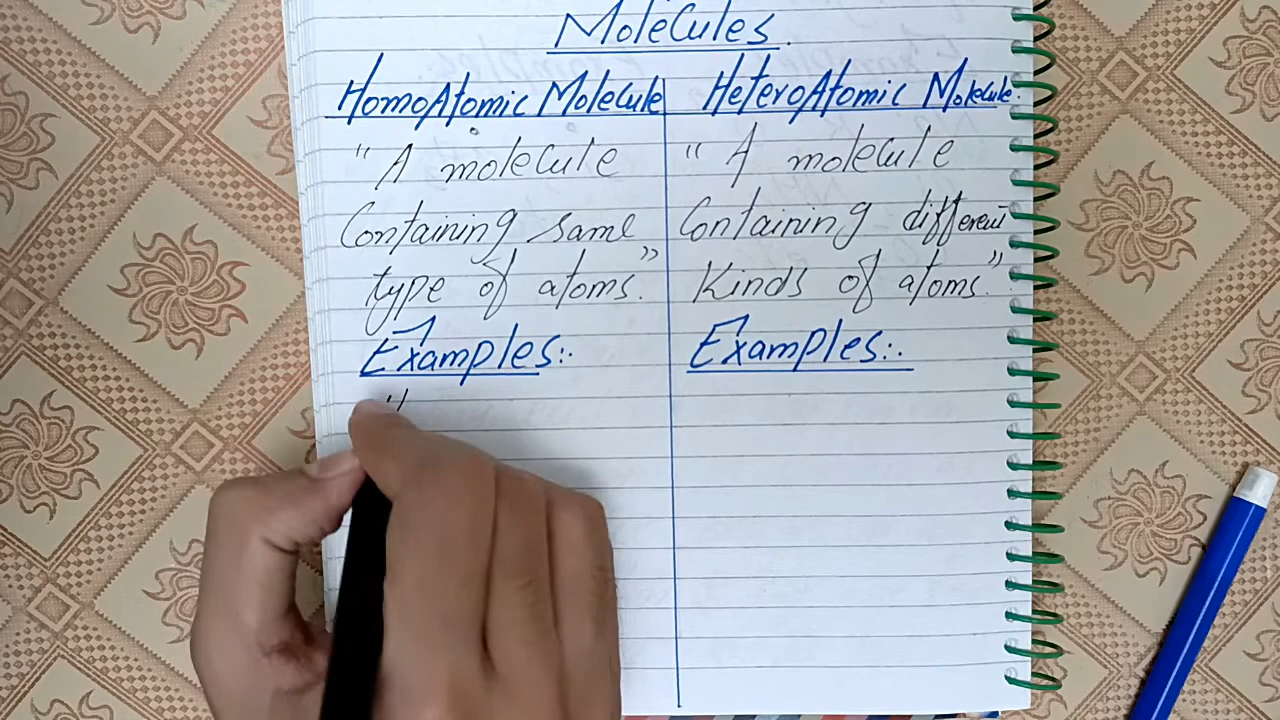 Molecules.
HomoAtomic Molecule
" A molecule
Containing same
type of atoms."
Examples:.
HeteroAtomic Molecule.
" A molecule
Containing different
Kinds of atoms."
Examples:.